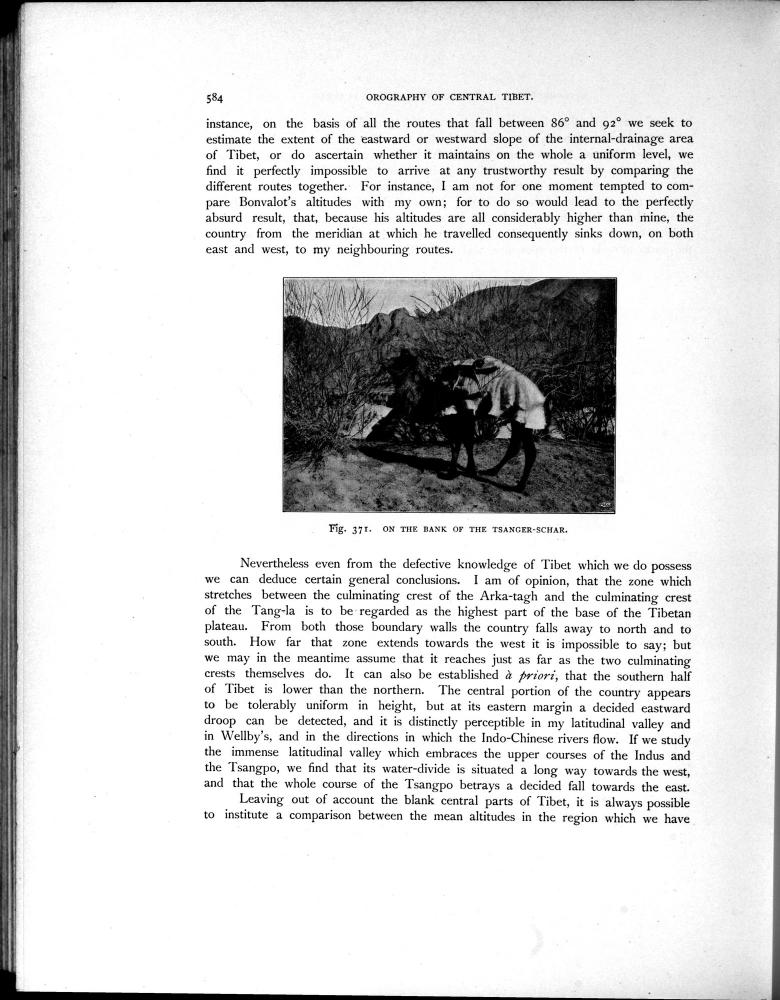 584
OROGRAPHY OF CENTRAL TIBET.
instance, on the basis of all the routes that fall between 86° and 92° we seek to
estimate the extent of the eastward or westward slope of the internal-drainage area
of Tibet, or do ascertain whether it maintains on the whole a uniform level, we
find it perfectly impossible to arrive at any trustworthy result by comparing the
different routes together. For instance, I am not for one moment tempted to com-
pare Bonvalot's altitudes with my own; for to do so would lead to the perfectly
absurd result, that, because his altitudes are all considerably higher than mine, the
country from the meridian at which he travelled consequently sinks down, on both
east and west, to my neighbouring routes.
Fig. 371. ON THE BANK OF THE TSANGER-SCHAR.
Nevertheless even from the defective knowledge of Tibet which we do possess
we can deduce certain general conclusions. I am of opinion, that the zone which
stretches between the culminating crest of the Arka-tagh and the culminating crest
of the Tang-la is to be regarded as the highest part of the base of the Tibetan
plateau. From both those boundary walls the country falls away to north and to
south. How far that zone extends towards the west it is impossible to say; but
we may in the meantime assume that it reaches just as far as the two culminating
crests themselves do. It can also be established à priori, that the southern half
of Tibet is lower than the northern. The central portion of the country appears
to be tolerably uniform in height, but at its eastern margin a decided eastward
droop can be detected, and it is distinctly perceptible in my latitudinal valley and
in Wellby's, and in the directions in which the Indo-Chinese rivers flow. If we study
the immense latitudinal valley which embraces the upper courses of the Indus and
the Tsangpo, we find that its water-divide is situated a long way towards the west,
and that the whole course of the Tsangpo betrays a decided fall towards the east.
Leaving out of account the blank central parts of Tibet, it is always possible
to institute a comparison between the mean altitudes in the region which we have